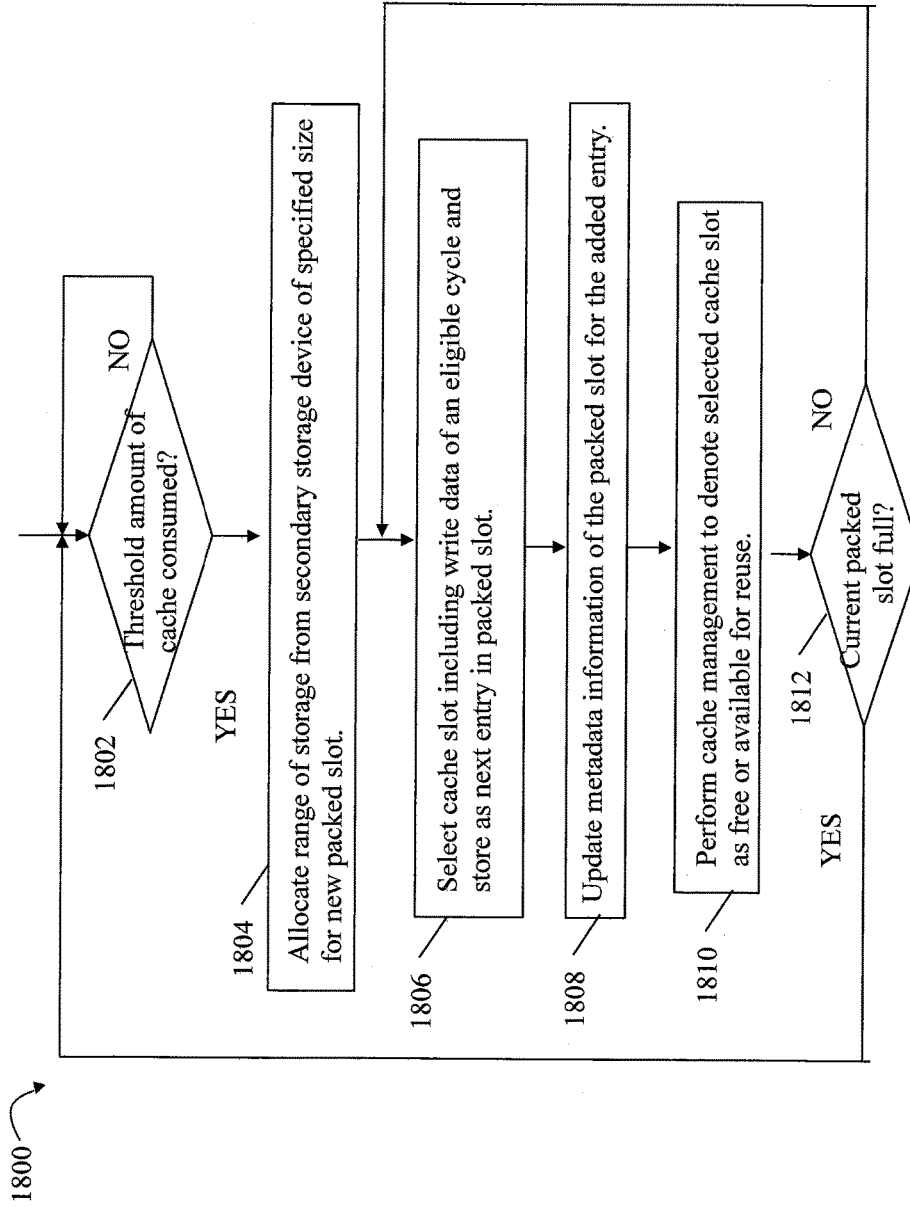 1800
Threshold amount of
cache consumed?
1802
NO
YES
1804
Allocate range of storage from secondary storage device of specified size
for new packed slot.
1806
Select cache slot including write data of an eligible cycle and
store as next entry in packed slot.
1808
Update metadata information of the packed slot for the added entry.
1810
Perform cache management to denote selected cache slot
as free or available for reuse.
1812
Current packed
slot full?
NO
YES